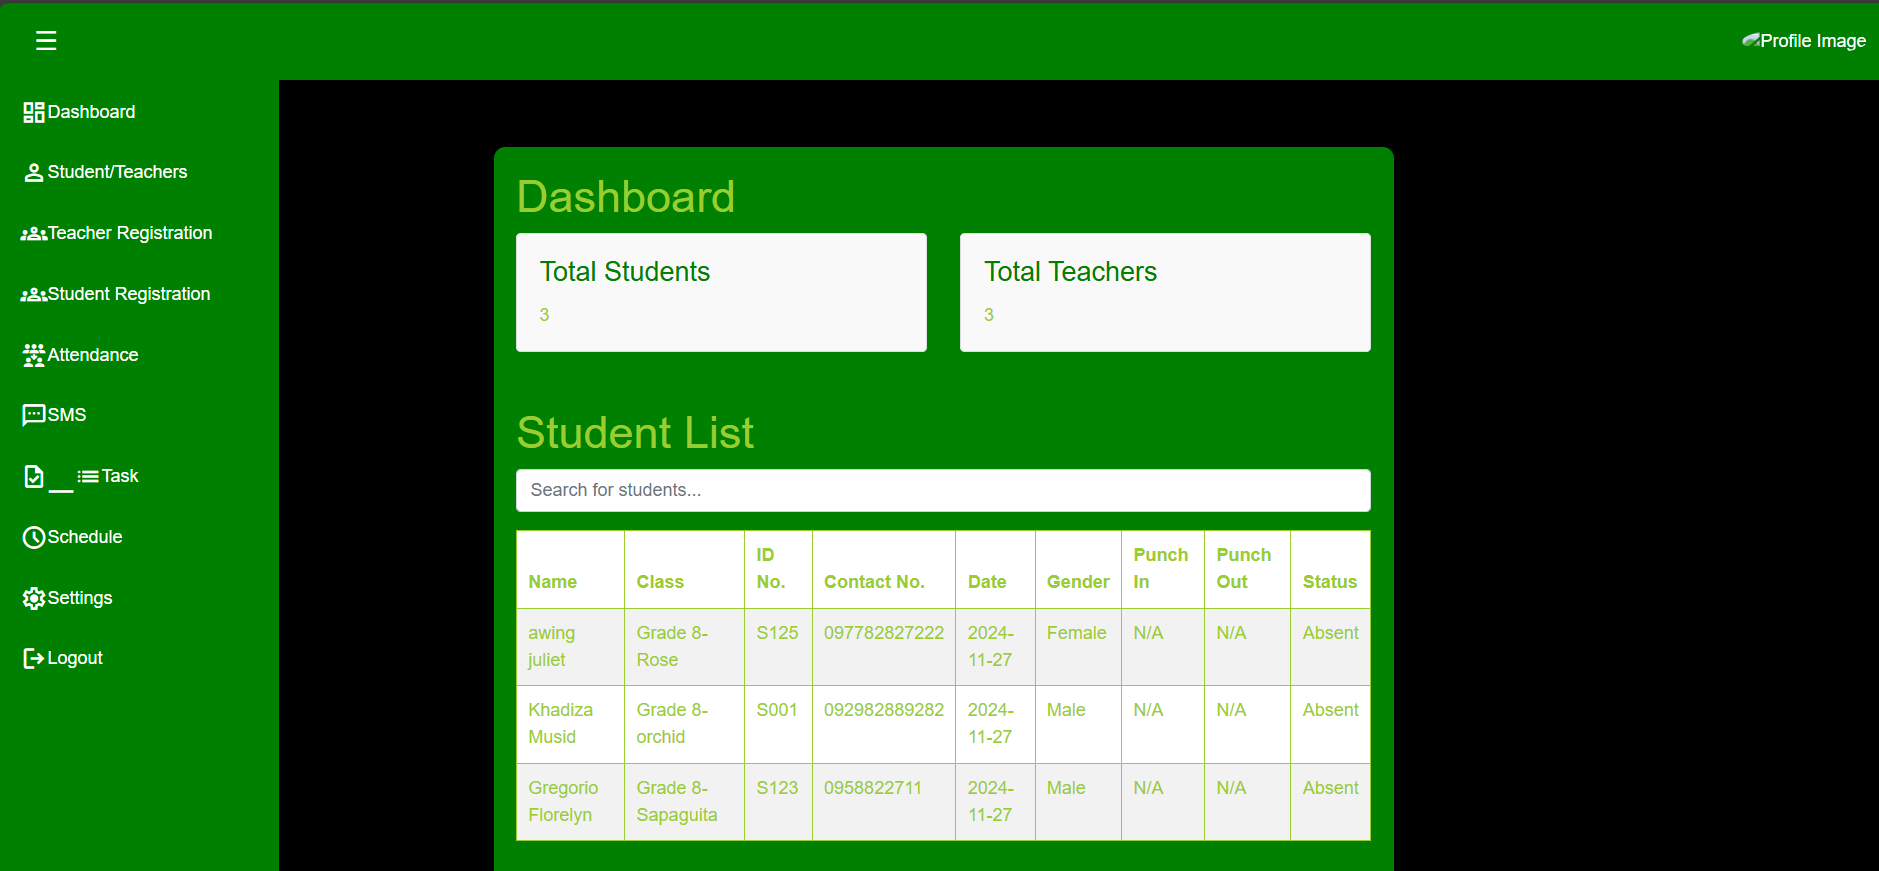 Profile Image
Dashboard
Student/Teachers
Teacher Registration
Student Registration
Attendance
SMS
Task
Schedule
Settings
Logout
Dashboard
Total Students
3
Total Teachers
3
Student List
Search for students...
Name Class ID No. Contact No. Date Gender Punch In Punch Out Status
awing juliet Grade 8-Rose S125 097782827222 2024-11-27 Female N/A N/A Absent
Khadiza Musid Grade 8-orchid S001 092982889282 2024-11-27 Male N/A N/A Absent
Gregorio Florelyn Grade 8-Sapaguita S123 0958822711 2024-11-27 Male N/A N/A Absent